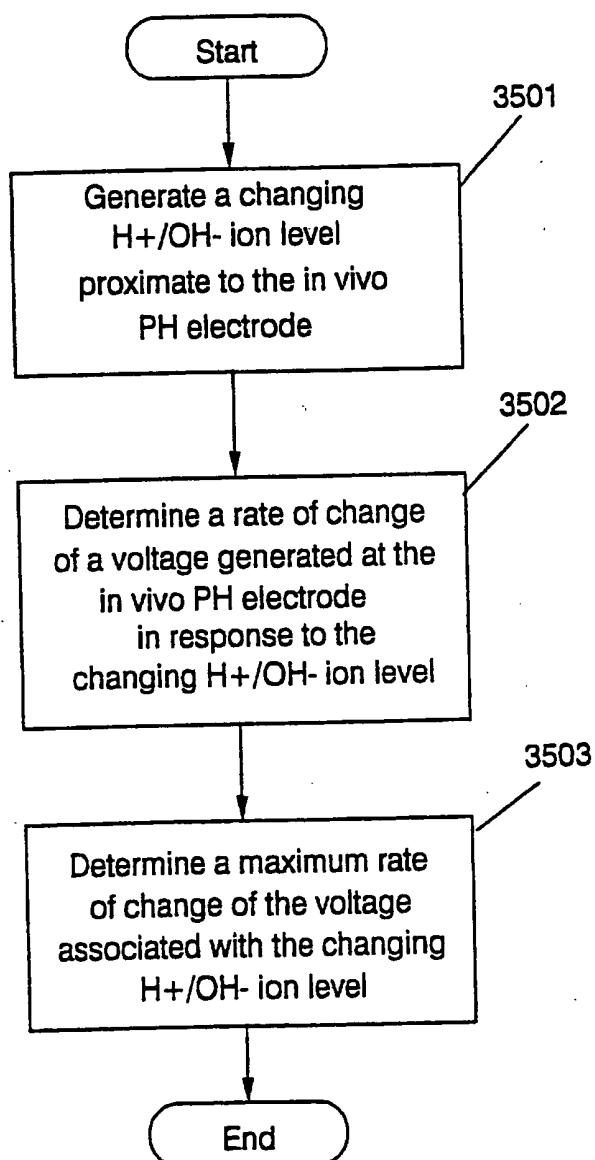 Start
3501
Generate a changing
H+/OH- ion level
proximate to the in vivo
PH electrode
3502
Determine a rate of change
of a voltage generated at the
in vivo PH electrode
in response to the
changing H+/OH- ion level
3503
Determine a maximum rate
of change of the voltage
associated with the changing
H+/OH- ion level
End